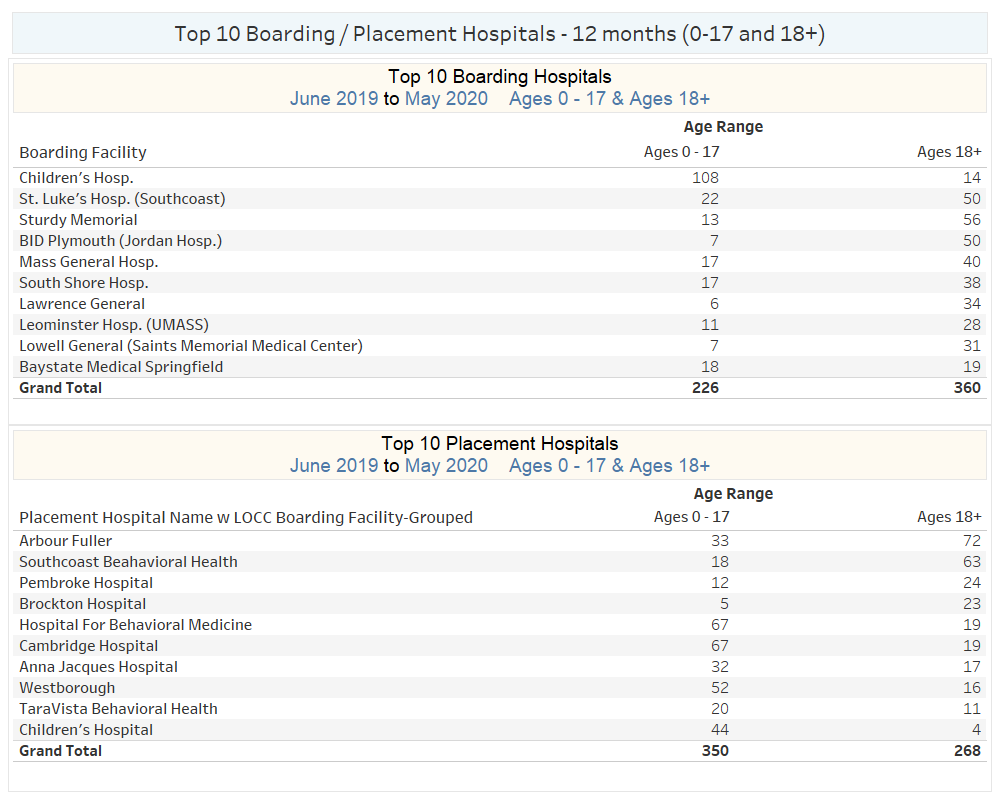 Top 10 Boarding / Placement Hospitals - 12 months (0-17 and 18+)
Top 10 Boarding Hospitals
June 2019 to May 2020 Ages 0 - 17 & Ages 18+
Age Range
Boarding Facility Ages 0 - 17 Ages 18+
Children's Hosp. 108 14
St. Luke's Hosp. (Southcoast) 22 50
Sturdy Memorial 13 56
BID Plymouth (Jordan Hosp.) 7 50
Mass General Hosp. 17 40
South Shore Hosp. 17 38
Lawrence General 6 34
Leominster Hosp. (UMASS) 11 28
Lowell General (Saints Memorial Medical Center) 7 31
Baystate Medical Springfield 18 19
Grand Total 226 360
Top 10 Placement Hospitals
June 2019 to May 2020 Ages 0 - 17 & Ages 18+
Age Range
Placement Hospital Name w LOCC Boarding Facility-Grouped Ages 0 - 17 Ages 18+
Arbour Fuller 33 72
Southcoast Beahavioral Health 18 63
Pembroke Hospital 12 24
Brockton Hospital 5 23
Hospital For Behavioral Medicine 67 19
Cambridge Hospital 67 19
Anna Jacques Hospital 32 17
Westborough 52 16
TaraVista Behavioral Health 20 11
Children's Hospital 44 4
Grand Total 350 268